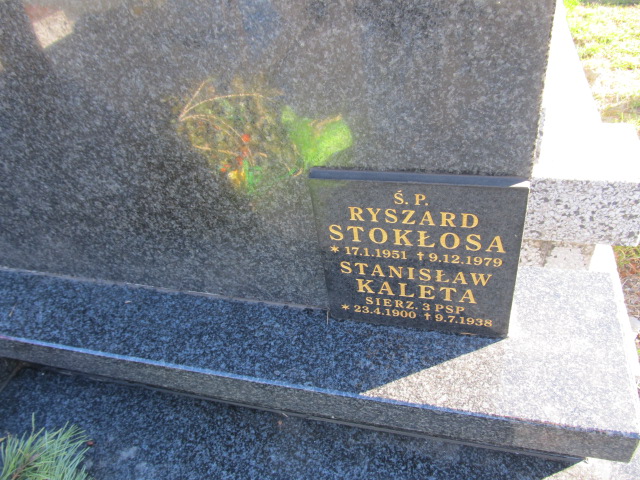 Ś. P.
RYSZARD
STOKŁOSA
✶ 17.1.1951 ✝ 9.12.1979
STANISŁAW
KALETA
SIERZ. 3 PSP
✶ 23.4.1900 ✝ 9.7.1938